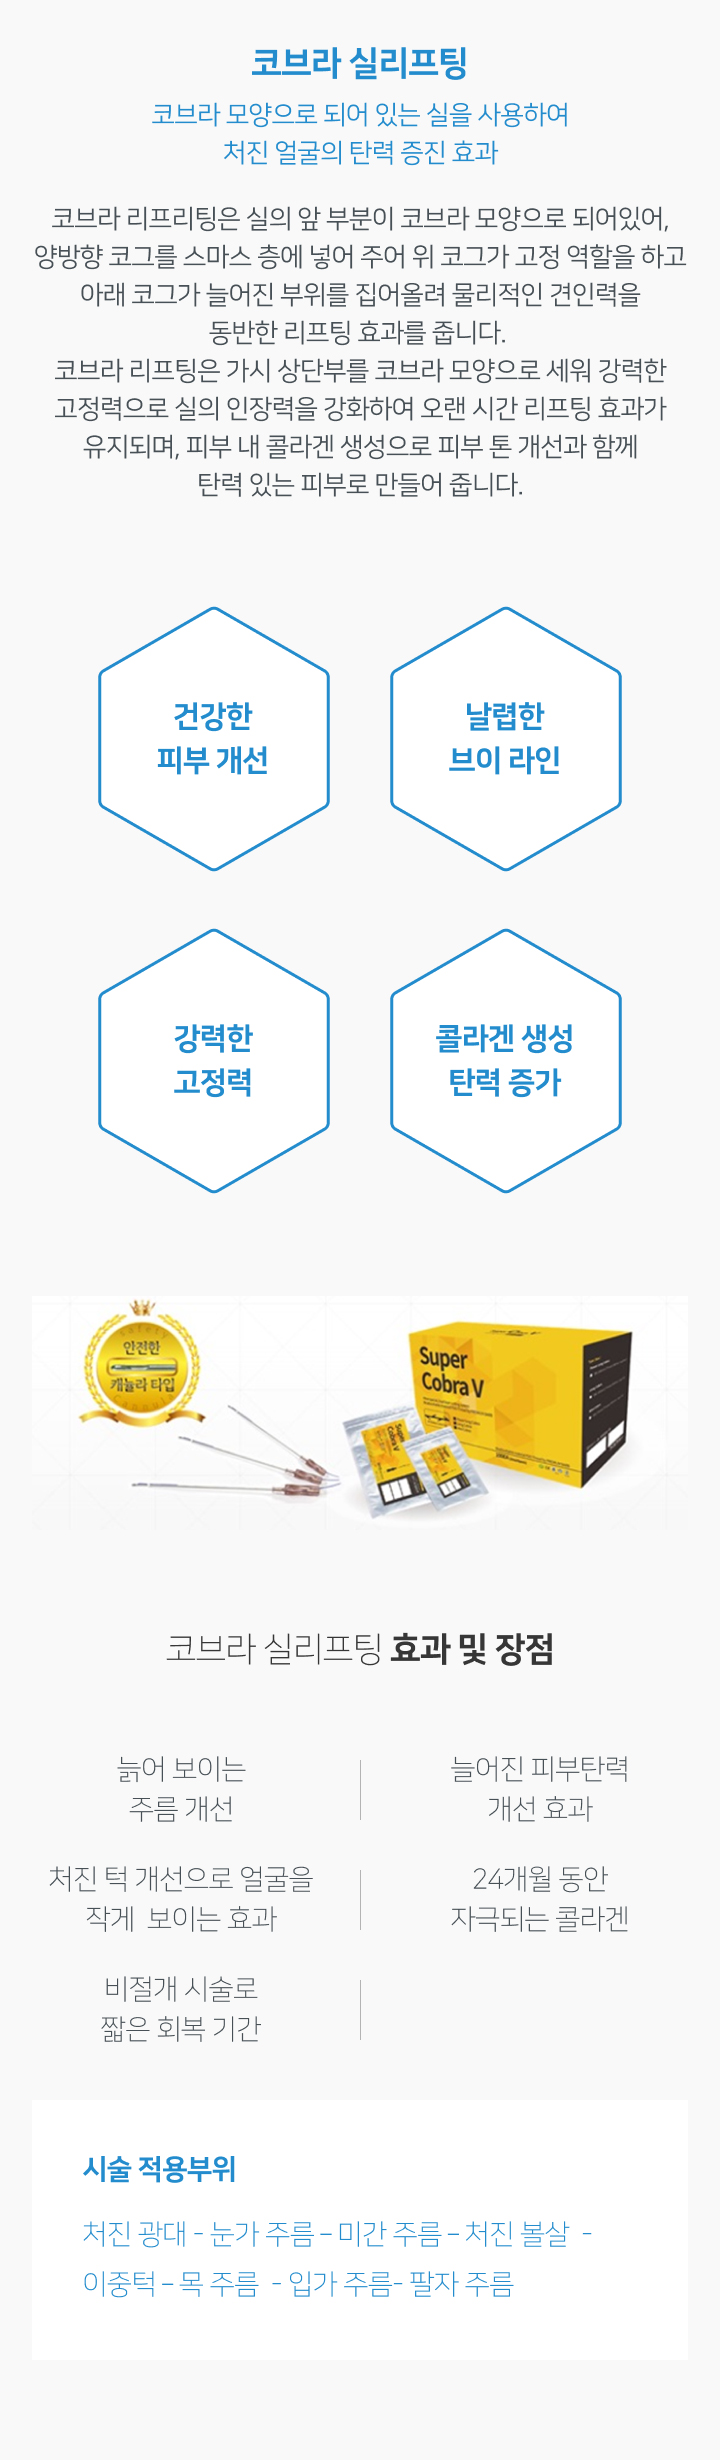 코브라 실리프팅
코브라 모양으로 되어 있는 실을 사용하여
처진 얼굴의 탄력 증진 효과
코브라 리프리팅은 실의 앞 부분이 코브라 모양으로 되어있어,
양방향 코그를 스마스 층에 넣어 주어 위 코그가 고정 역할을 하고
아래 코그가 늘어진 부위를 집어올려 물리적인 견인력을
동반한 리프팅 효과를 줍니다.
코브라 리프팅은 가시 상단부를 코브라 모양으로 세워 강력한
고정력으로 실의 인장력을 강화하여 오랜 시간 리프팅 효과가
유지되며, 피부 내 콜라겐 생성으로 피부 톤 개선과 함께
탄력 있는 피부로 만들어 줍니다.
건강한
피부 개선
날렵한
브이 라인
강력한
고정력
콜라겐 생성
탄력 증가
Safety
안전한
캐뉼라 타입
Cannula
Super
Cobra V
Super
Cobra V
Super
Cobra V
코브라 실리프팅 효과 및 장점
늙어 보이는
주름 개선
늘어진 피부탄력
개선 효과
처진 턱 개선으로 얼굴을
작게 보이는 효과
24개월 동안
자극되는 콜라겐
비절개 시술로
짧은 회복 기간
시술 적용부위
처진 광대 - 눈가 주름 – 미간 주름 – 처진 볼살 -
이중턱 – 목 주름 - 입가 주름- 팔자 주름